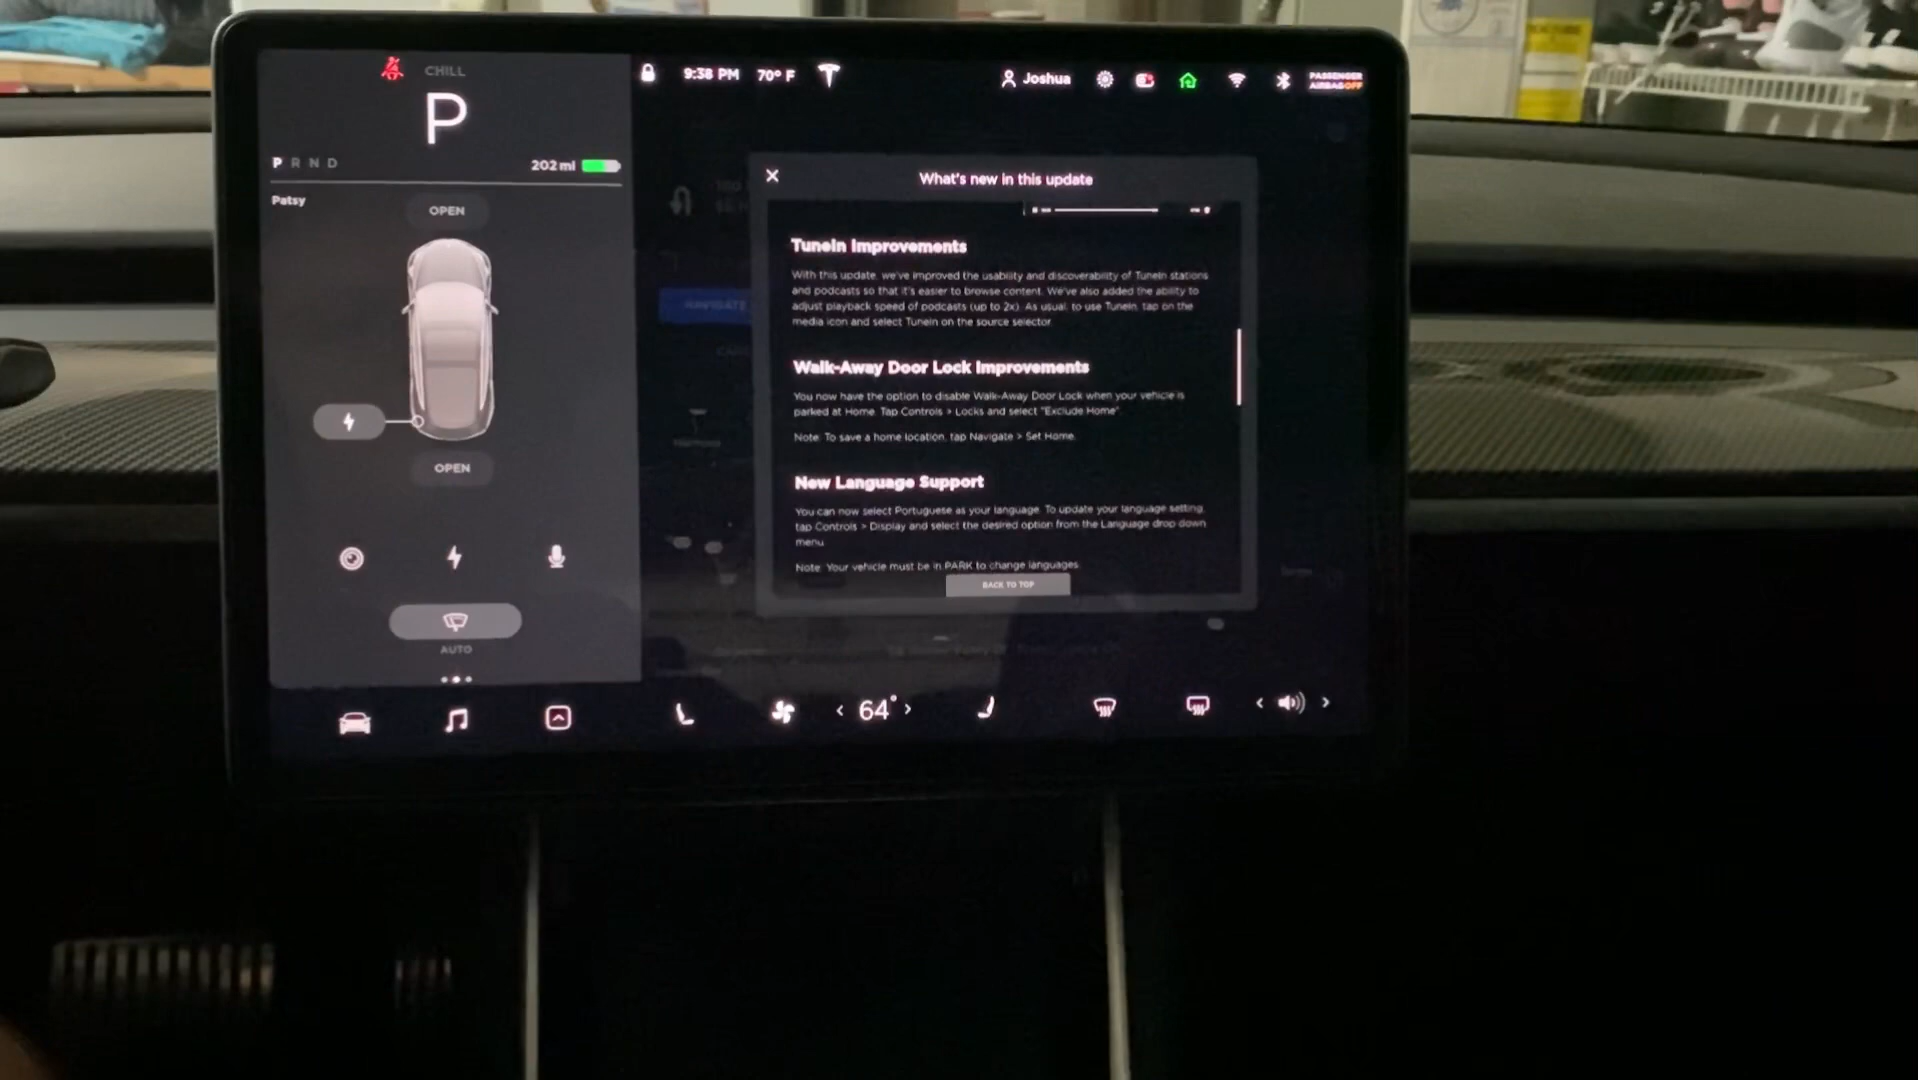 CHILL
P
P R N D
202 mi
Patsy
OPEN
OPEN
AUTO
9:38 PM 70° F
Joshua
PASSENGER
AIRBAG OFF
What's new in this update
TuneIn Improvements
With this update, we've improved the usability and discoverability of TuneIn stations
and podcasts so that it's easier to browse content. We've also added the ability to
adjust playback speed of podcasts (up to 2x). As usual, to use TuneIn, tap on the
media icon and select TuneIn on the source selector.
Walk-Away Door Lock Improvements
You now have the option to disable Walk-Away Door Lock when your vehicle is
parked at Home. Tap Controls > Locks and select "Exclude Home".
Note: To save a home location, tap Navigate > Set Home.
New Language Support
You can now select Portuguese as your language. To update your language setting,
tap Controls > Display and select the desired option from the Language drop down
menu.
Note: Your vehicle must be in PARK to change languages.
BACK TO TOP
NAVIGATE
64°